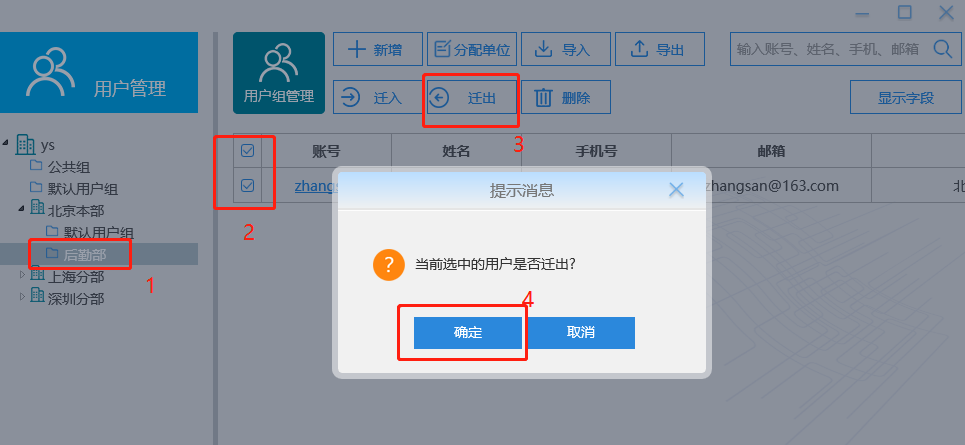 用户管理
ys
公共组
默认用户组
北京本部
默认用户组
后勤部
1
上海分部
深圳分部
用户组管理
新增 分配单位 导入 导出
输入账号、姓名、手机、邮箱
迁入 迁出 删除 显示字段
3
账号 姓名 手机号 邮箱
zhangs zhangsan@163.com 北
2
提示消息
? 当前选中的用户是否迁出?
4
确定 取消